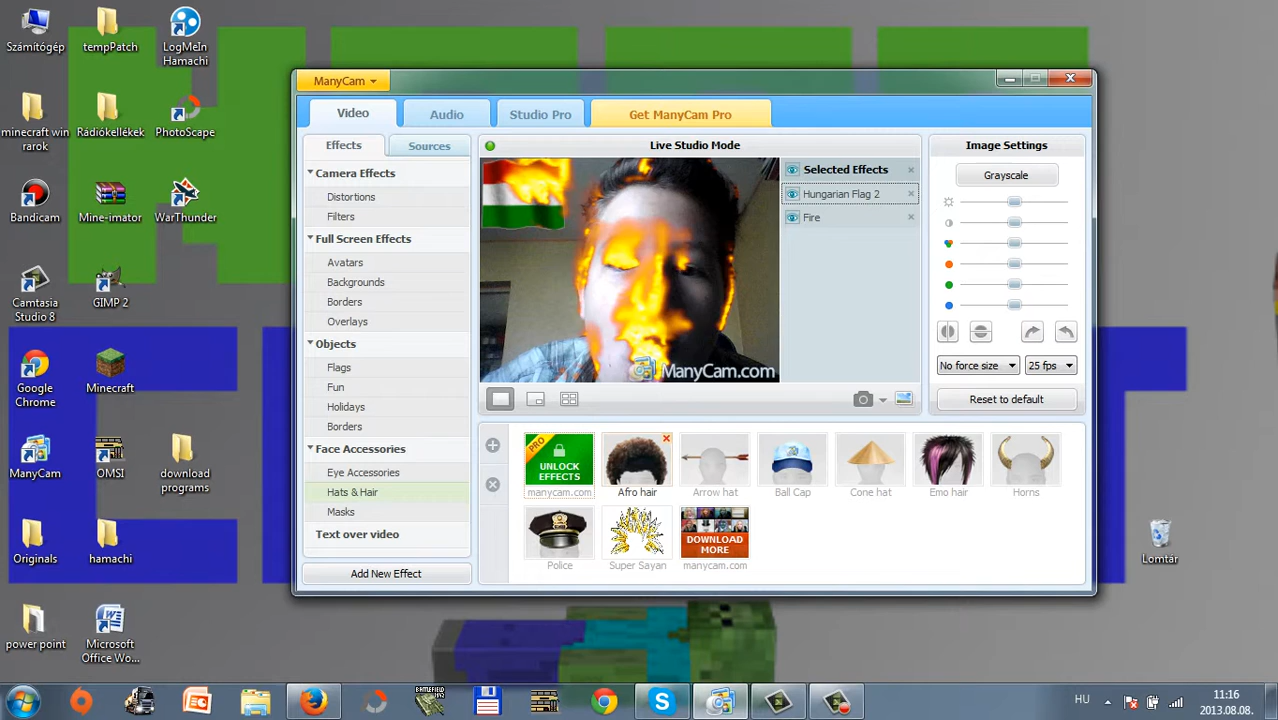 Számítógép
tempPatch
LogMeIn
Hamachi
minecraft win
rarok
Rádiókellékek
PhotoScape
Bandicam
Mine-imator
WarThunder
Camtasia
Studio 8
GIMP 2
Google
Chrome
Minecraft
ManyCam
OMSI
download
programs
Originals
hamachi
power point
Microsoft
Office Wo...
Lomtár
ManyCam
Video
Audio
Studio Pro
Get ManyCam Pro
Effects
Sources
Camera Effects
Distortions
Filters
Full Screen Effects
Avatars
Backgrounds
Borders
Overlays
Objects
Flags
Fun
Holidays
Borders
Face Accessories
Eye Accessories
Hats & Hair
Masks
Text over video
Add New Effect
Live Studio Mode
ManyCam.com
Selected Effects
Hungarian Flag 2
Fire
Image Settings
Grayscale
No force size
25 fps
Reset to default
PRO
UNLOCK
EFFECTS
manycam.com
Afro hair
Arrow hat
Ball Cap
Cone hat
Emo hair
Horns
Police
Super Sayan
DOWNLOAD
MORE
manycam.com
HU
11:16
2013.08.08.